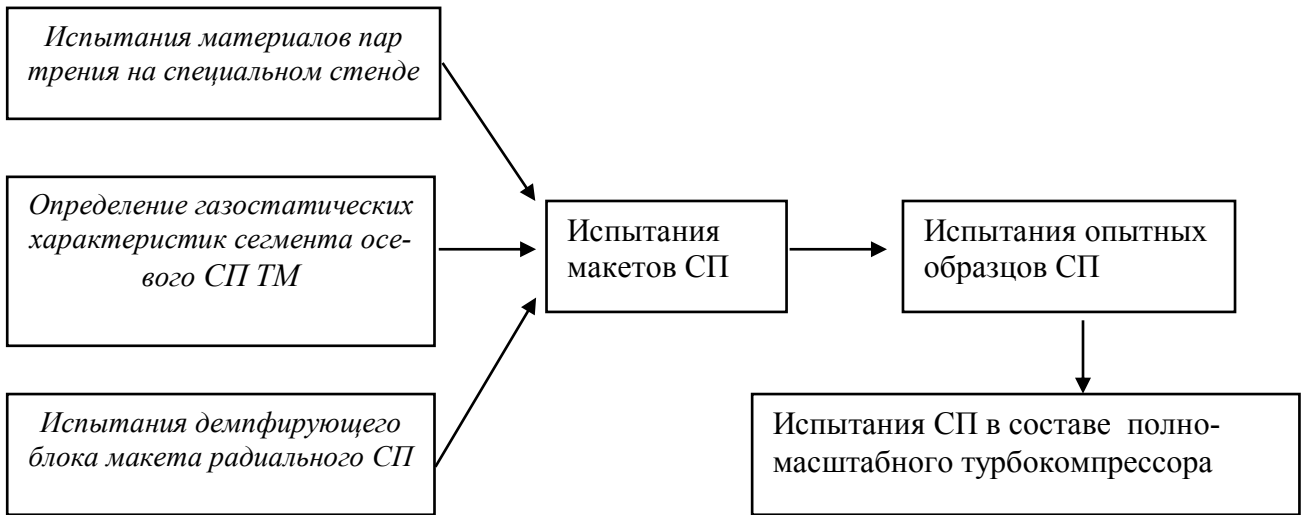 Испытания материалов пар
трения на специальном стенде
Определение газостатических
характеристик сегмента осе-
вого СП ТМ
Испытания демпфирующего
блока макета радиального СП
Испытания
макетов СП
Испытания опытных
образцов СП
Испытания СП в составе полно-
масштабного турбокомпрессора